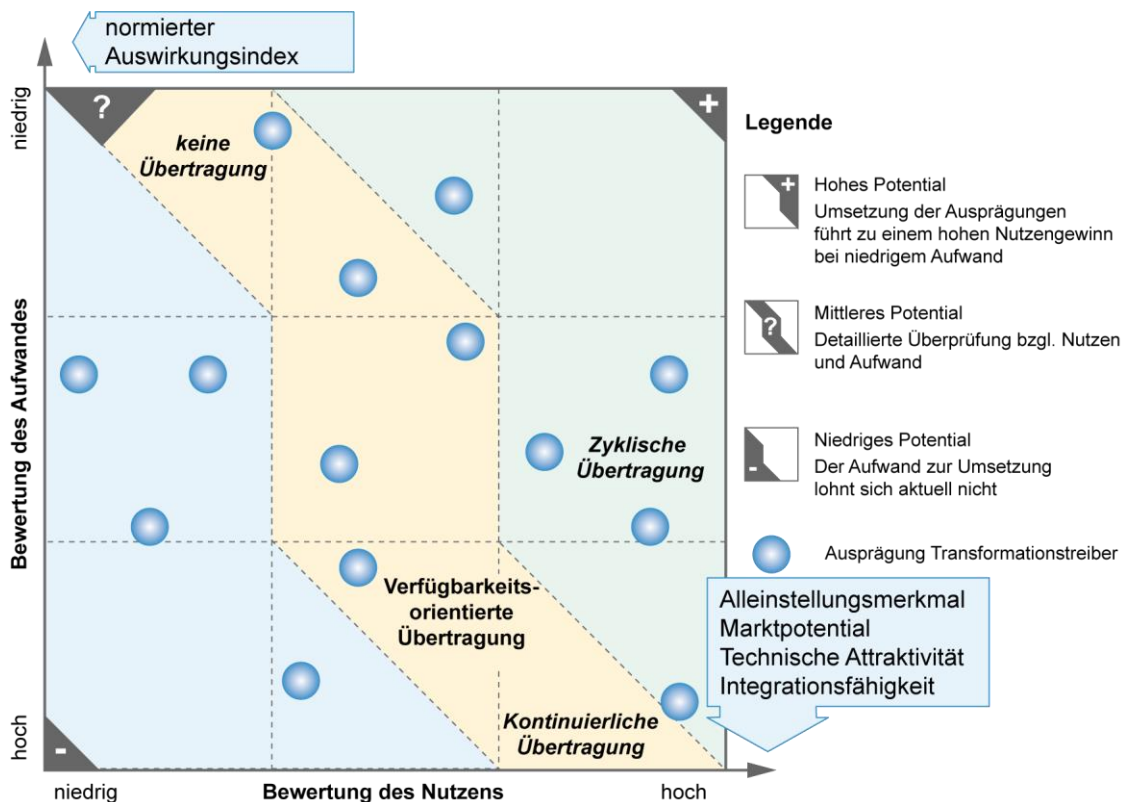 normierter
Auswirkungsindex
niedrig
?
+
keine
Übertragung
Bewertung des Aufwandes
Zyklische
Übertragung
Verfügbarkeits-
orientierte
Übertragung
Kontinuierliche
Übertragung
hoch
-
niedrig
Bewertung des Nutzens
hoch
Legende
+
Hohes Potential
Umsetzung der Ausprägungen
führt zu einem hohen Nutzengewinn
bei niedrigem Aufwand
?
Mittleres Potential
Detaillierte Überprüfung bzgl. Nutzen
und Aufwand
-
Niedriges Potential
Der Aufwand zur Umsetzung
lohnt sich aktuell nicht
Ausprägung Transformationstreiber
Alleinstellungsmerkmal
Marktpotential
Technische Attraktivität
Integrationsfähigkeit